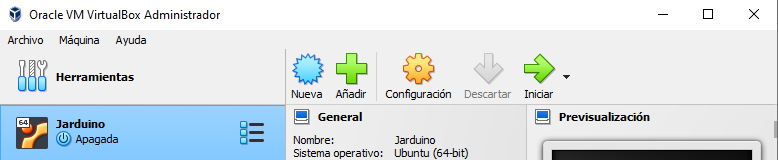 Oracle VM VirtualBox Administrador
Archivo Máquina Ayuda
Herramientas
Nueva Añadir Configuración Descartar Iniciar
64
Jarduino
Apagada
General
Nombre: Jarduino
Sistema operativo: Ubuntu (64-bit)
Previsualización